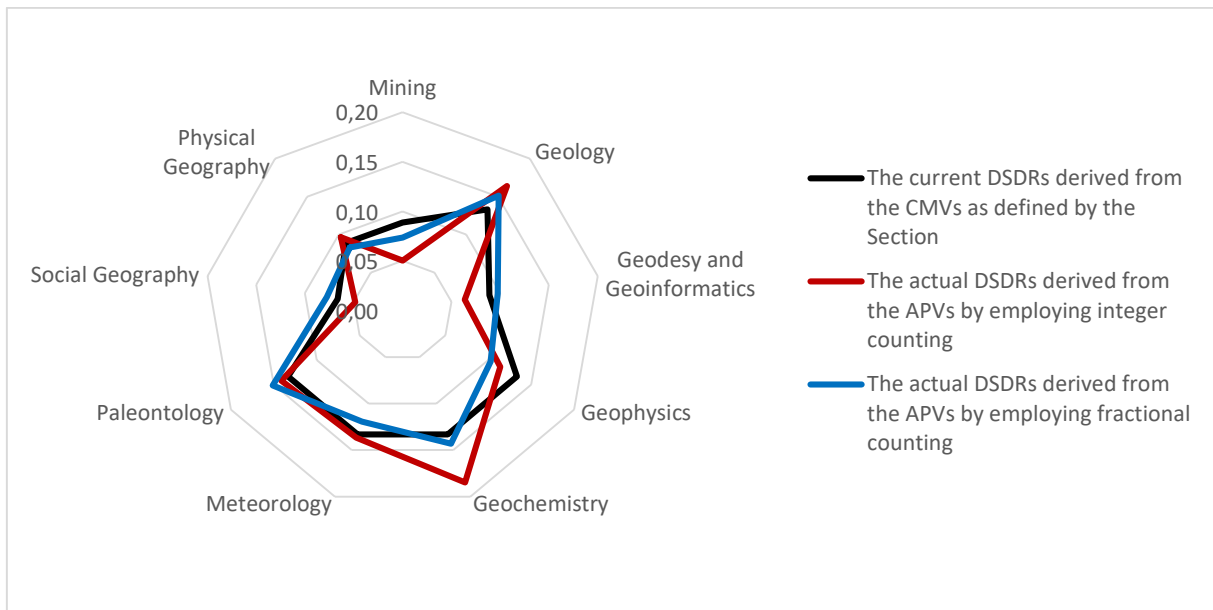 Mining
0,20
0,15
0,10
0,05
0,00
Geology
Geodesy and
Geoinformatics
Geophysics
Geochemistry
Meteorology
Paleontology
Social Geography
Physical
Geography
The current DSDRs derived from
the CMVs as defined by the
Section
The actual DSDRs derived from
the APVs by employing integer
counting
The actual DSDRs derived from
the APVs by employing fractional
counting